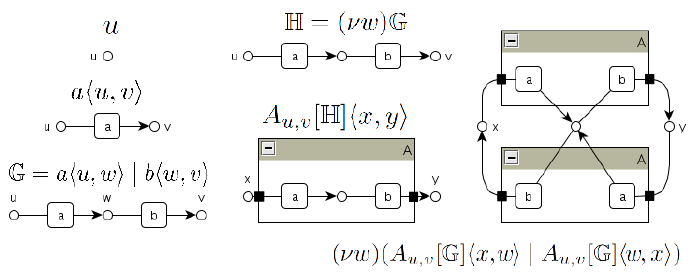 u
u
a⟨u, v⟩
u a v
𝔾 = a⟨u, w⟩ | b⟨w, v⟩
u w v
a b
ℍ = (νw)𝔾
u a b v
A_{u,v}[ℍ]⟨x, y⟩
A
x y
a b
A
a b
x y
A
b a
(νw)(A_{u,v}[𝔾]⟨x, w⟩ | A_{u,v}[𝔾]⟨w, x⟩)